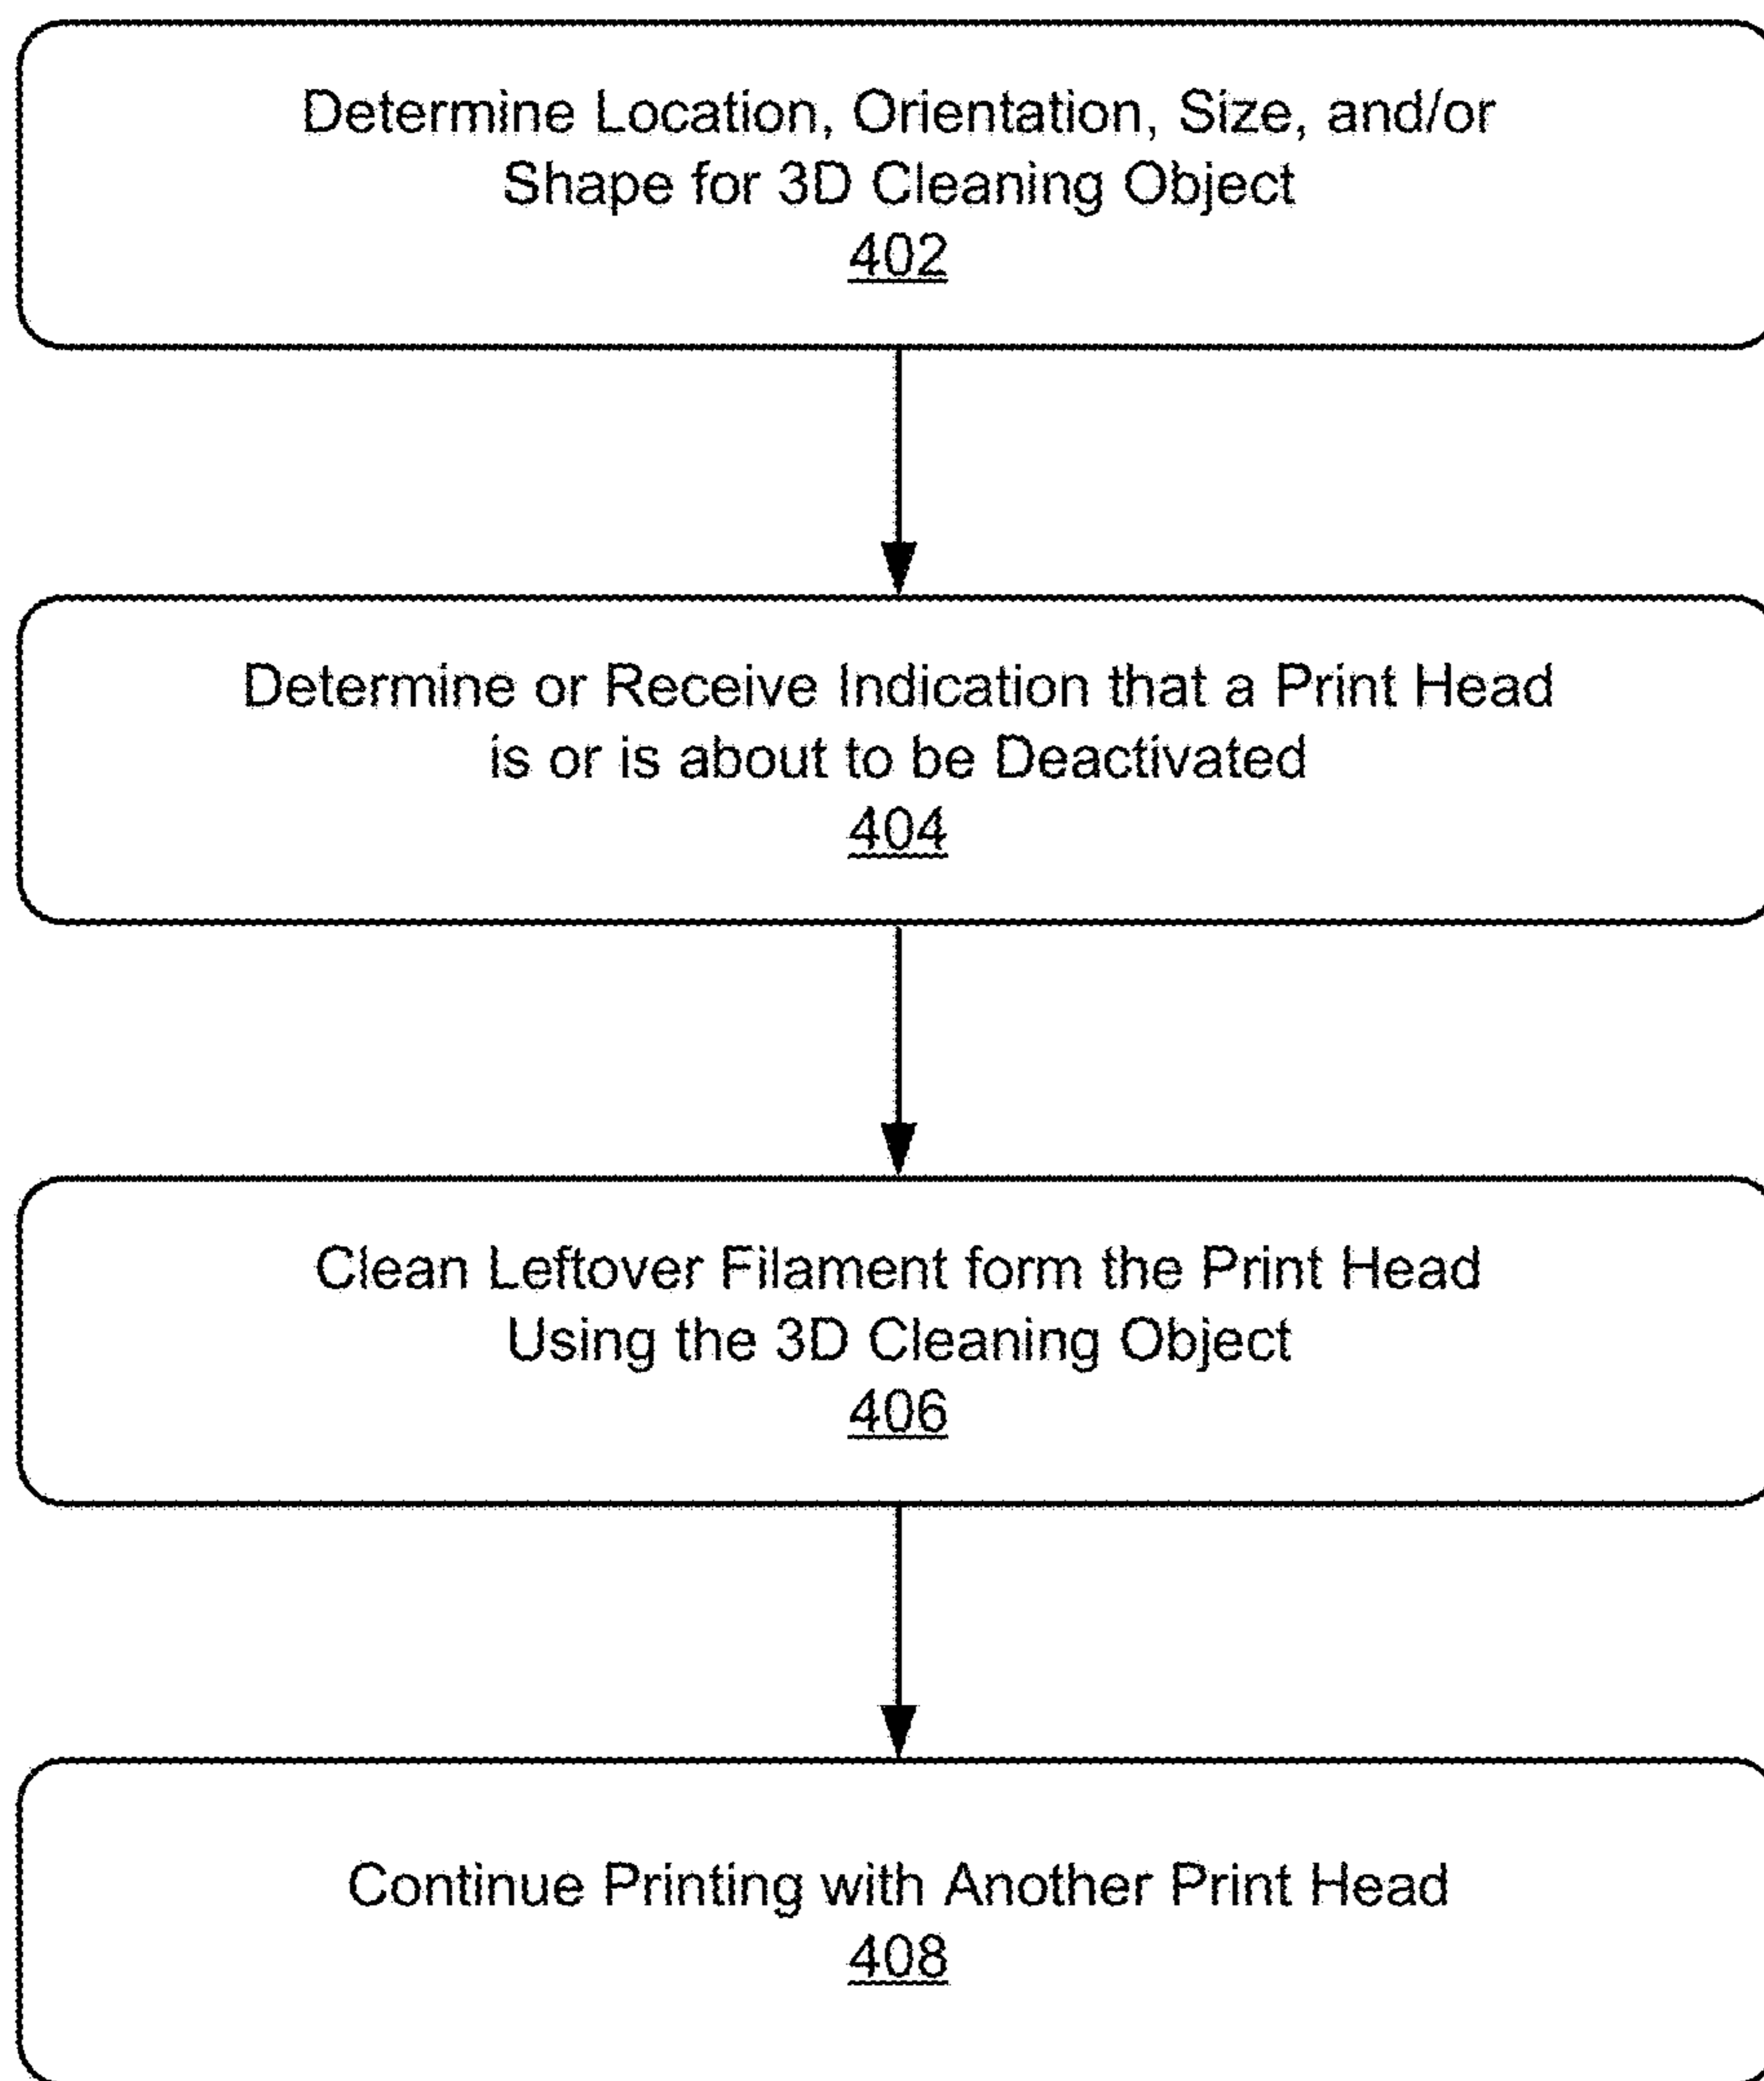 Determine Location, Orientation, Size, and/or
Shape for 3D Cleaning Object
402
Determine or Receive Indication that a Print Head
is or is about to be Deactivated
404
Clean Leftover Filament form the Print Head
Using the 3D Cleaning Object
406
Continue Printing with Another Print Head
408